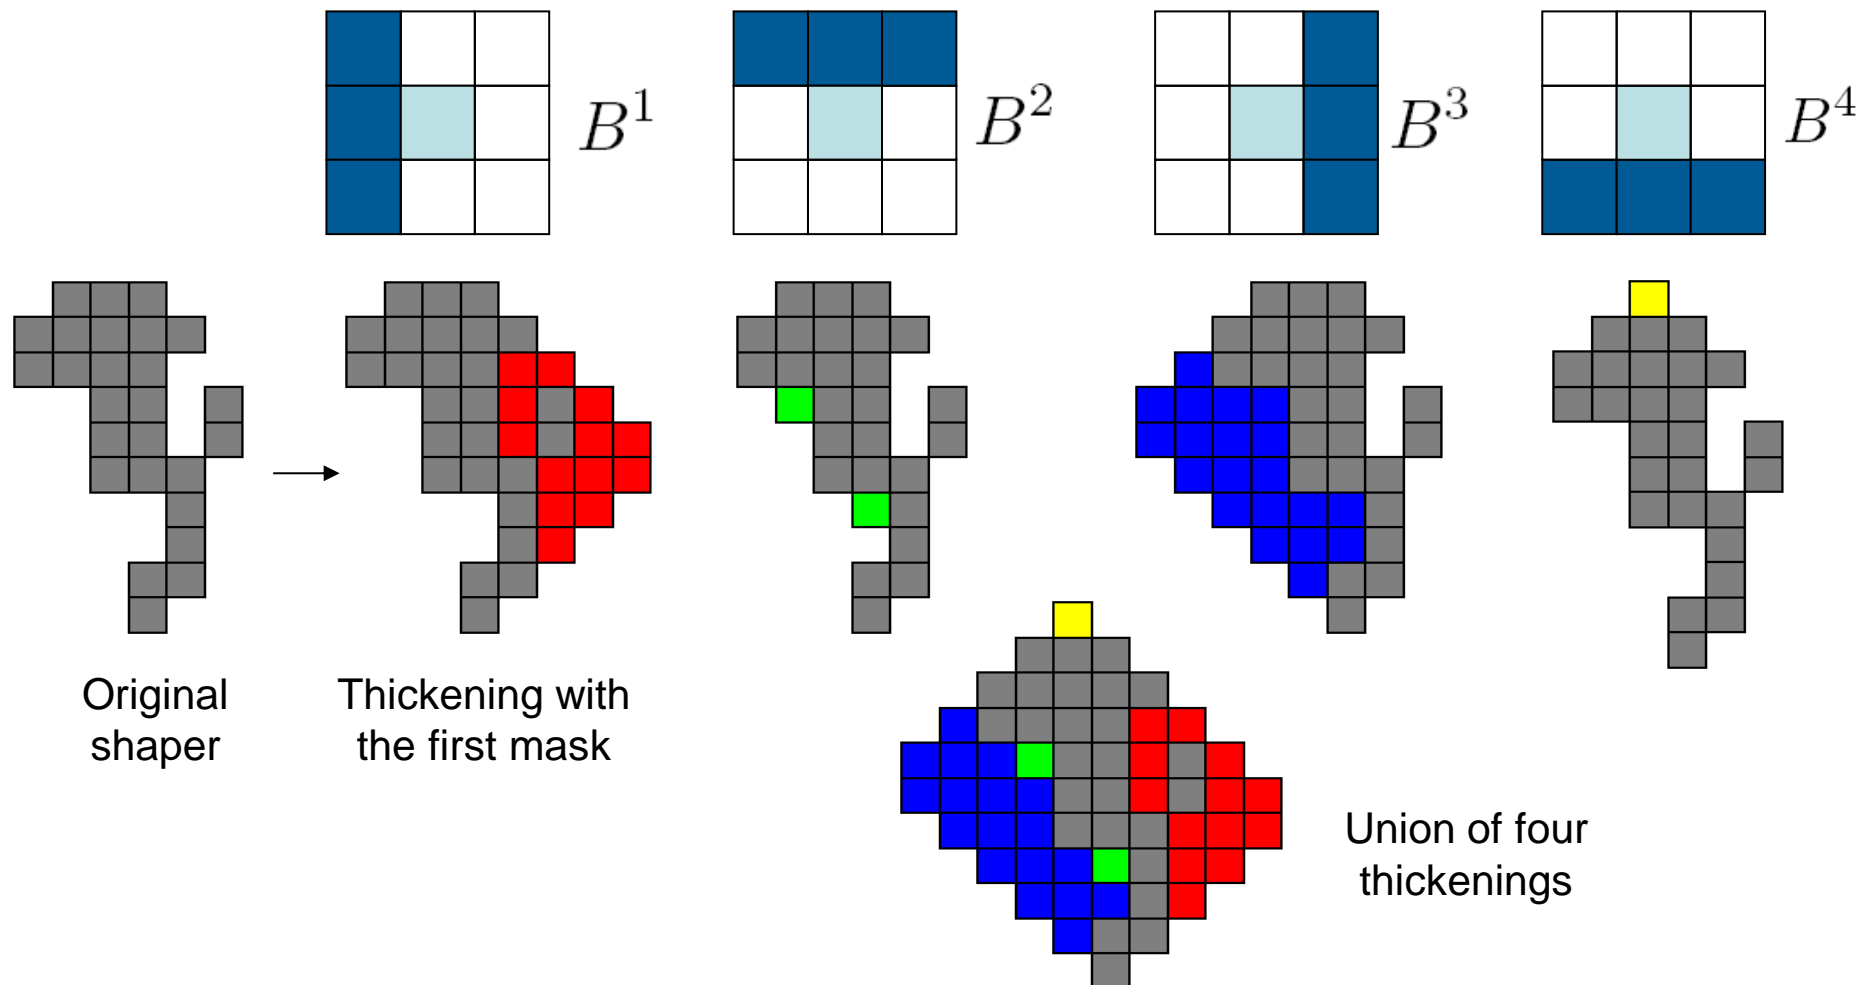 B¹
B²
B³
B⁴
Original
shaper
Thickening with
the first mask
Union of four
thickenings